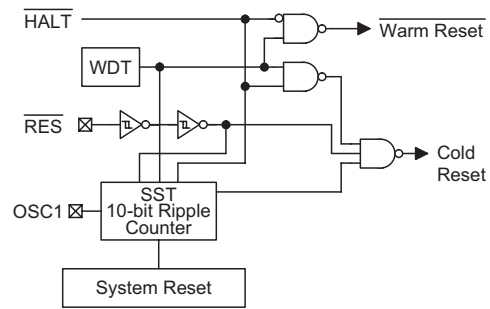 HALT
Warm Reset
WDT
RES
Cold
Reset
SST
10-bit Ripple
Counter
OSC1
System Reset